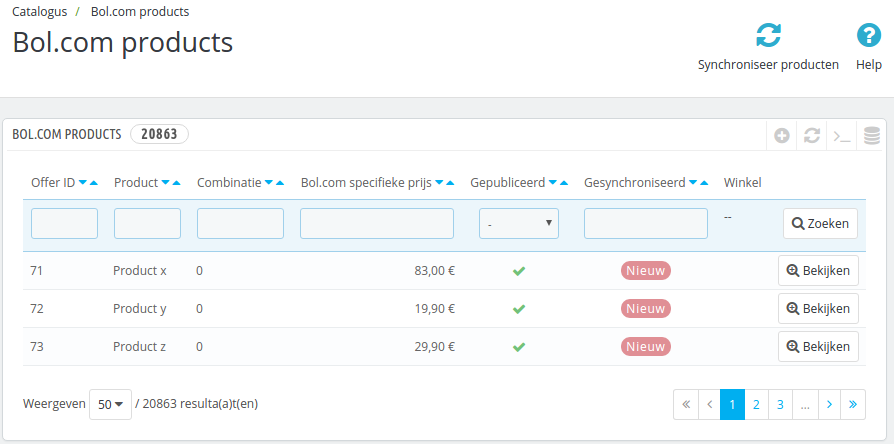 Catalogus / Bol.com products
Bol.com products
Synchroniseer producten Help
BOL.COM PRODUCTS 20863
Offer ID Product Combinatie Bol.com specifieke prijs Gepubliceerd Gesynchroniseerd Winkel
- -- Zoeken
71 Product x 0 83,00 € Nieuw Bekijken
72 Product y 0 19,90 € Nieuw Bekijken
73 Product z 0 29,90 € Nieuw Bekijken
Weergeven 50 / 20863 resulta(a)t(en) « ‹ 1 2 3 ... › »